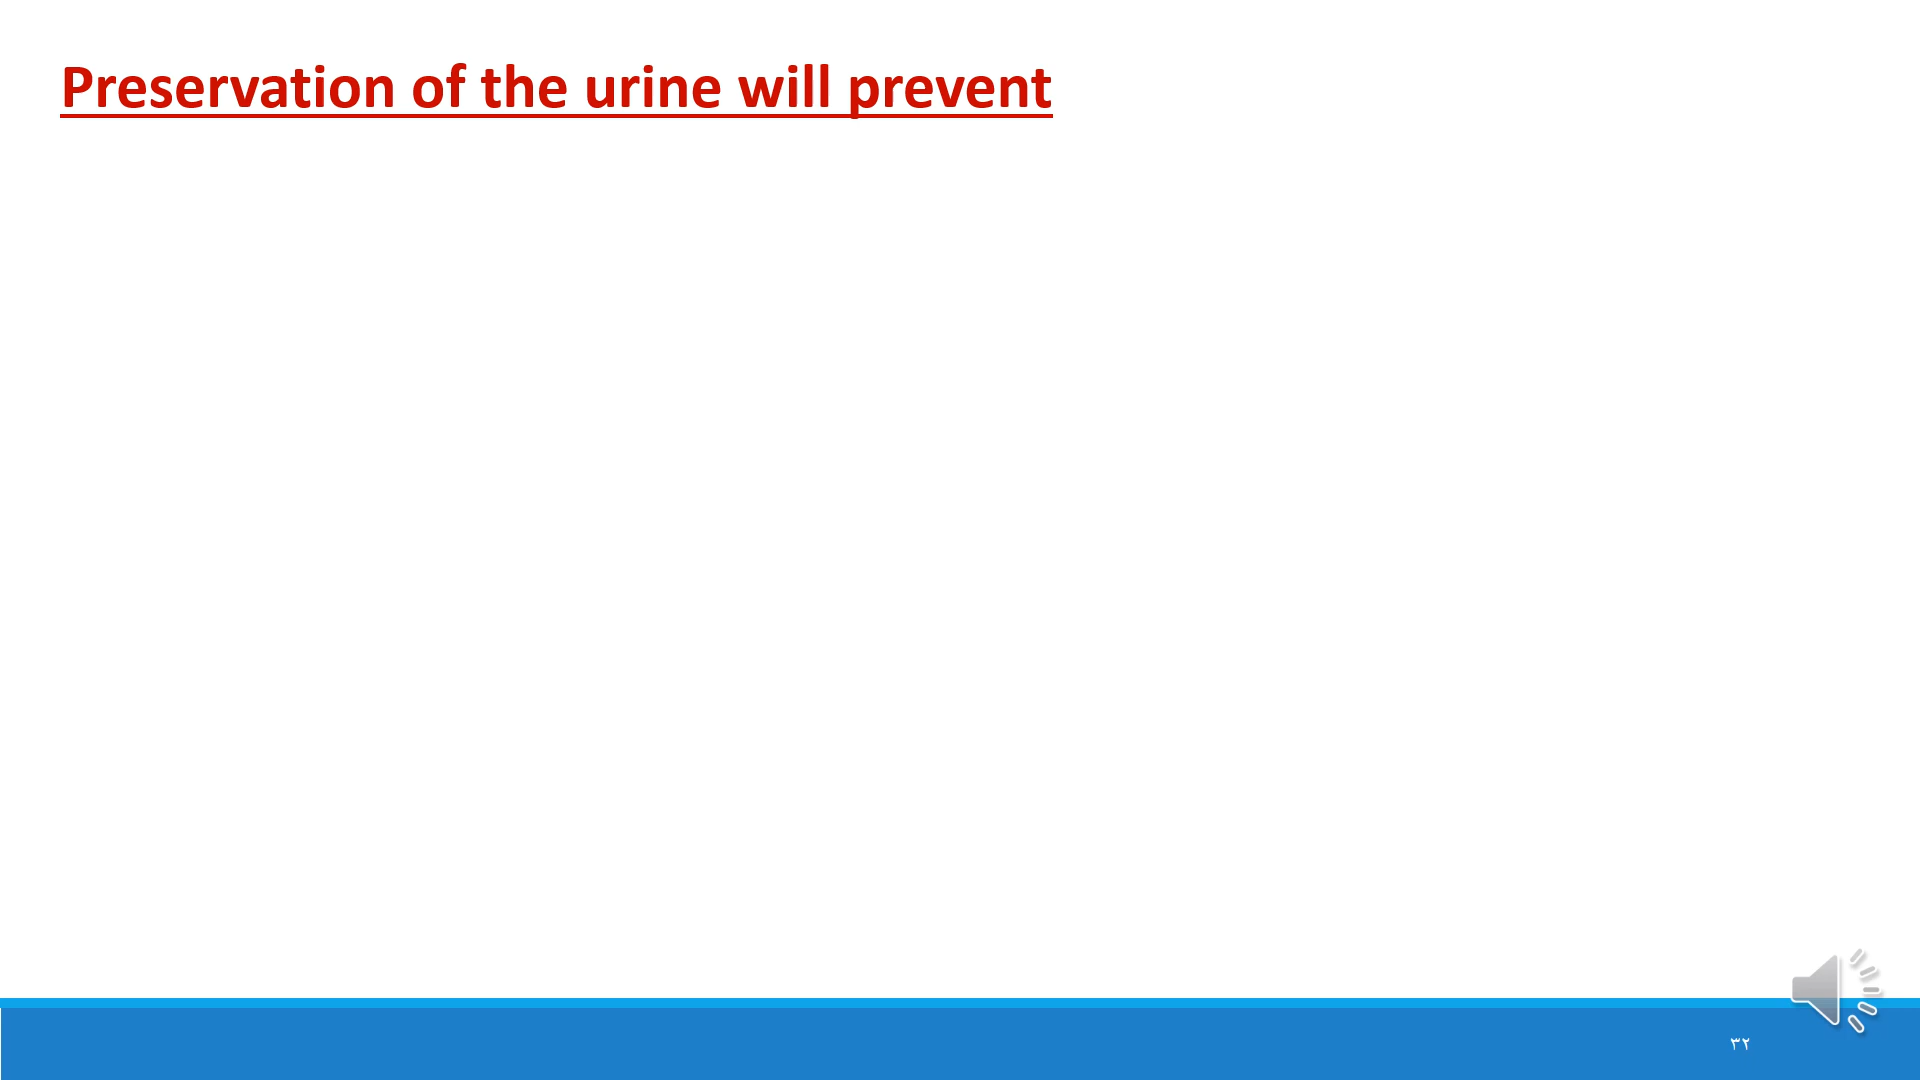 Preservation of the urine will prevent
٣٢